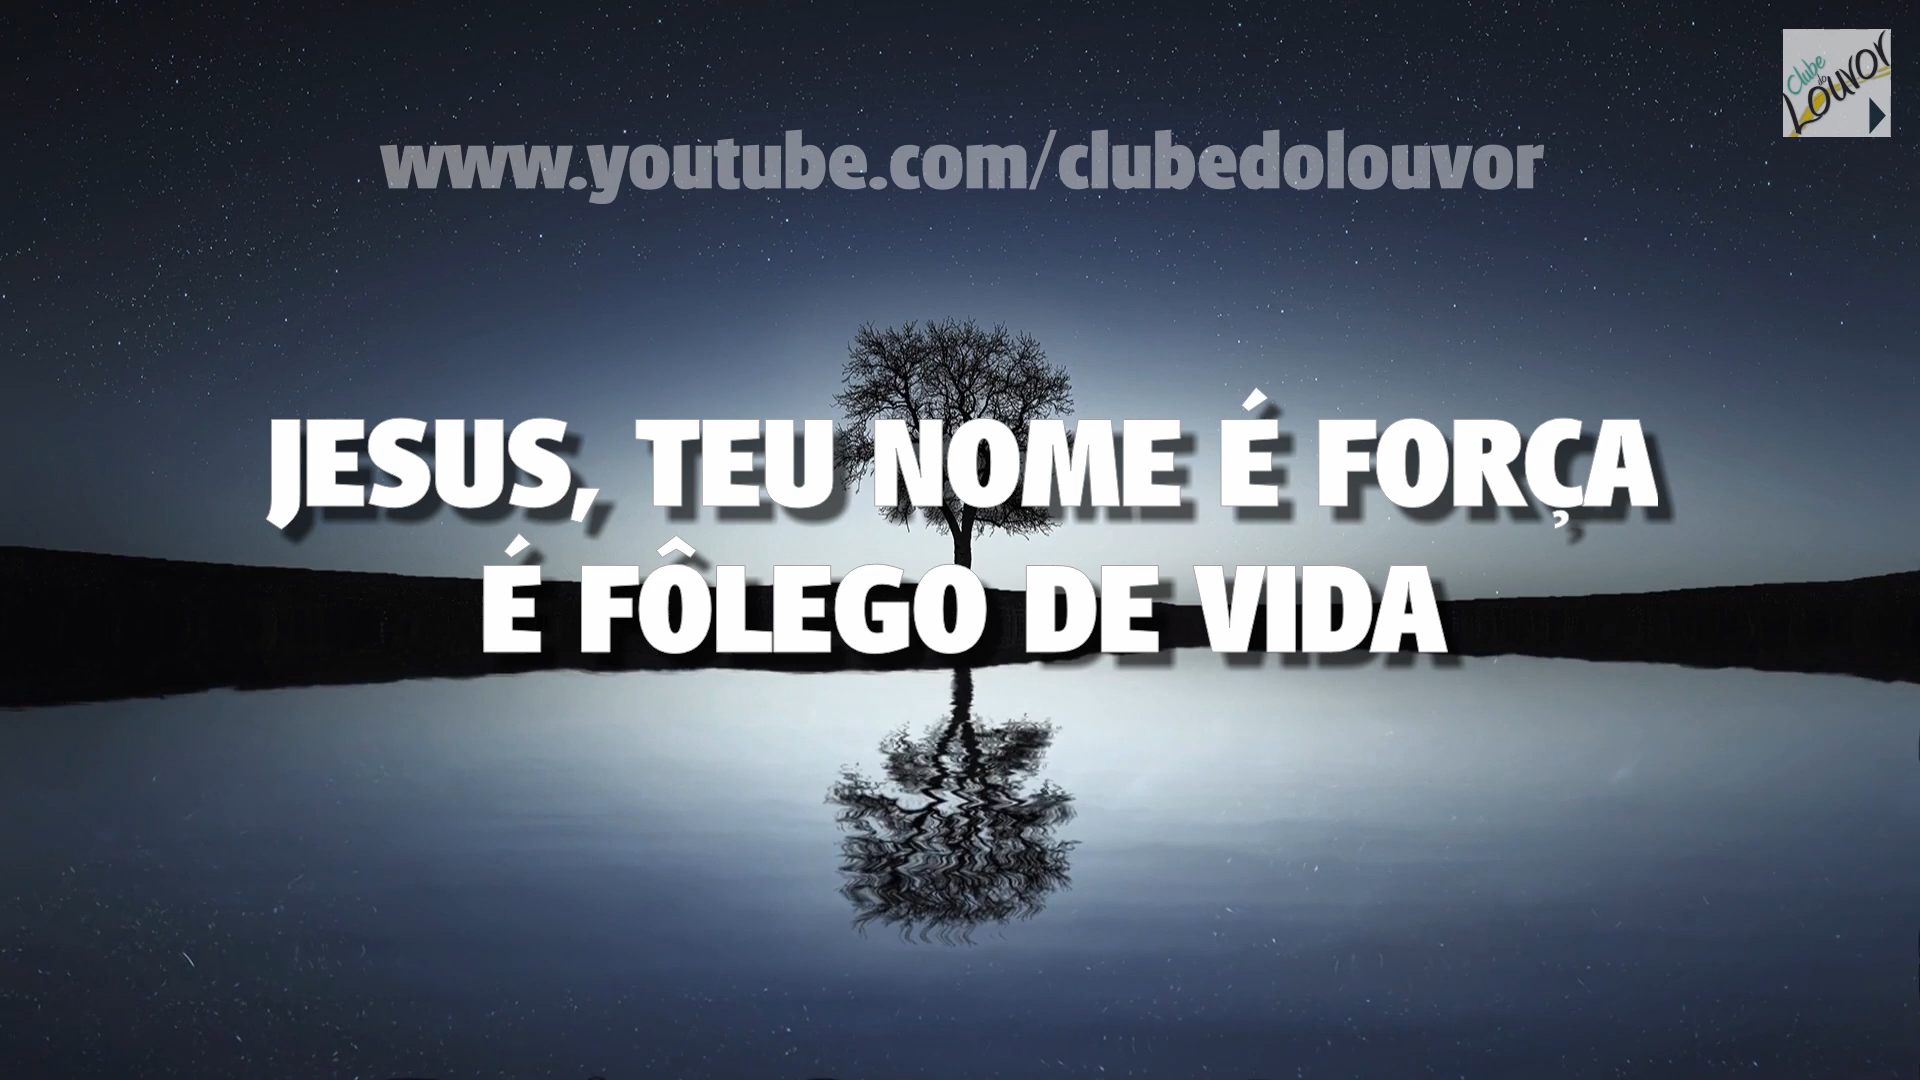 Clube
do
Louvor
www.youtube.com/clubedolouvor
JESUS, TEU NOME É FORÇA
É FÔLEGO DE VIDA